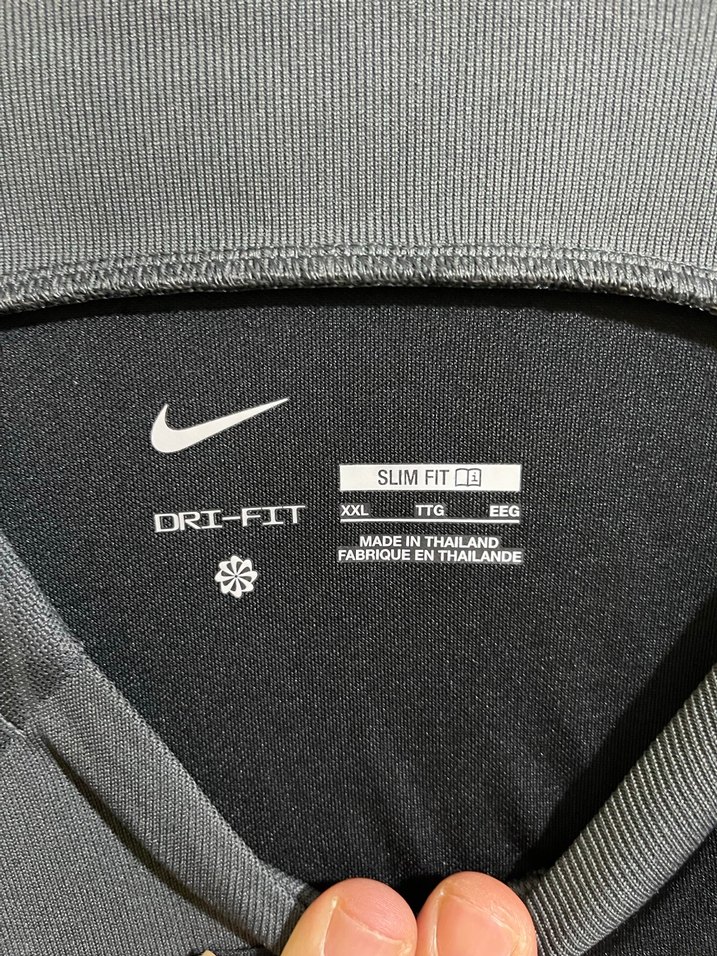 DRI-FIT
SLIM FIT
XXL TTG EEG
MADE IN THAILAND
FABRIQUE EN THAILANDE